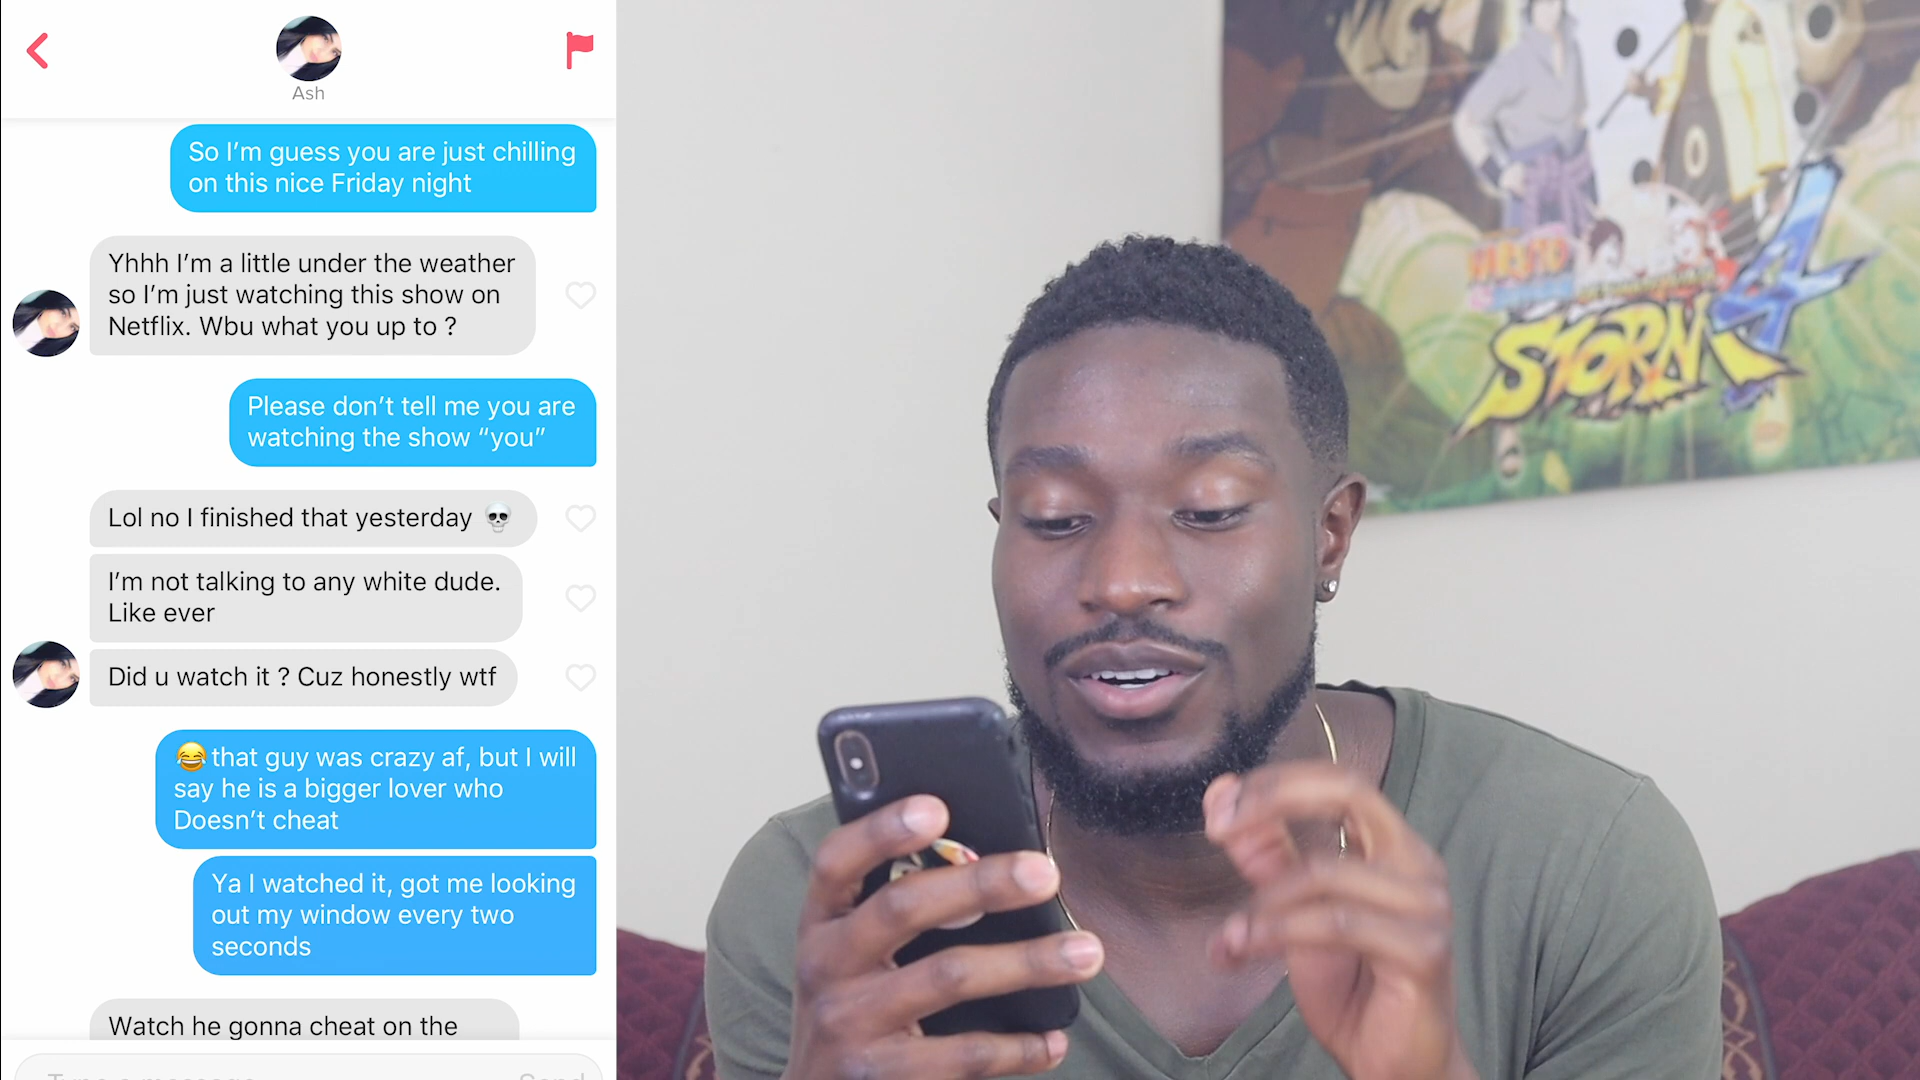 Ash
So I’m guess you are just chilling
on this nice Friday night
Yhhh I’m a little under the weather
so I’m just watching this show on
Netflix. Wbu what you up to ?
Please don’t tell me you are
watching the show “you”
Lol no I finished that yesterday 💀
I’m not talking to any white dude.
Like ever
Did u watch it ? Cuz honestly wtf
😂 that guy was crazy af, but I will
say he is a bigger lover who
Doesn’t cheat
Ya I watched it, got me looking
out my window every two
seconds
Watch he gonna cheat on the
Type a message
Send
NARUTO
STORM 4